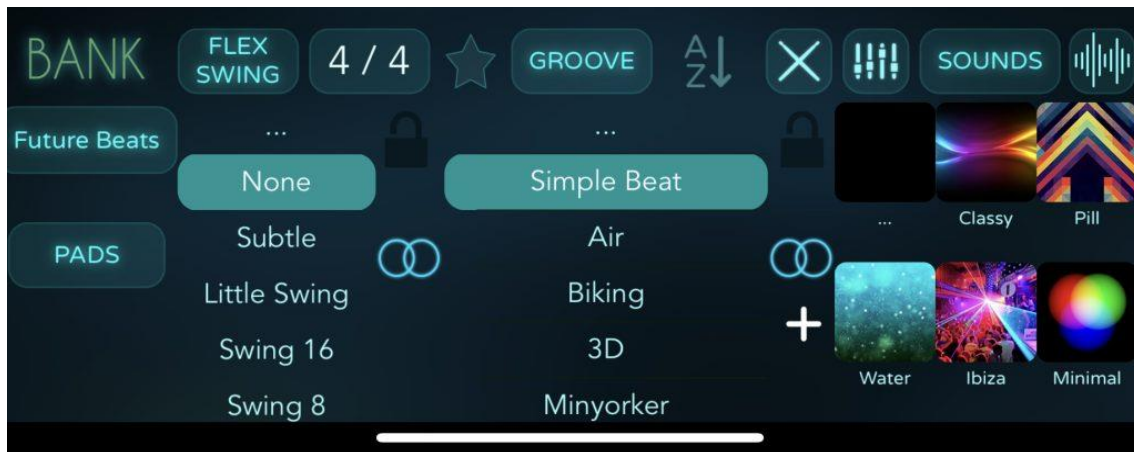 BANK
FLEX
SWING
4 / 4
GROOVE
A
Z
SOUNDS
Future Beats
PADS
...
None
Subtle
Little Swing
Swing 16
Swing 8
...
Simple Beat
Air
Biking
3D
Minyorker
...
Classy
Pill
Water
Ibiza
Minimal